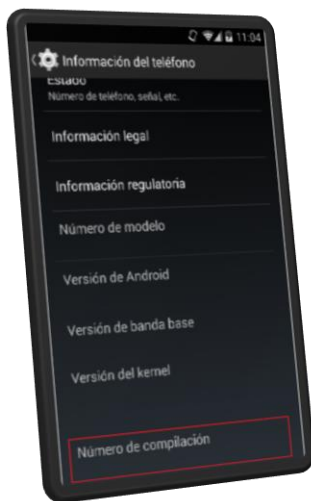 11:04
Información del teléfono
Estado
Número de teléfono, señal, etc.
Información legal
Información regulatoria
Número de modelo
Versión de Android
Versión de banda base
Versión del kernel
Número de compilación